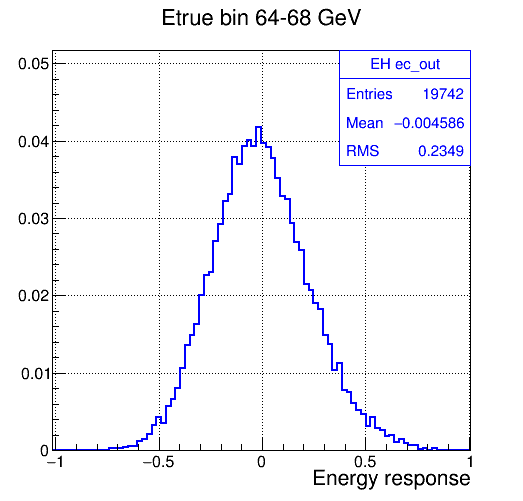 Etrue bin 64-68 GeV
EH ec_out
Entries 19742
Mean −0.004586
RMS 0.2349
0.05
0.04
0.03
0.02
0.01
0
−1 −0.5 0 0.5 1
Energy response